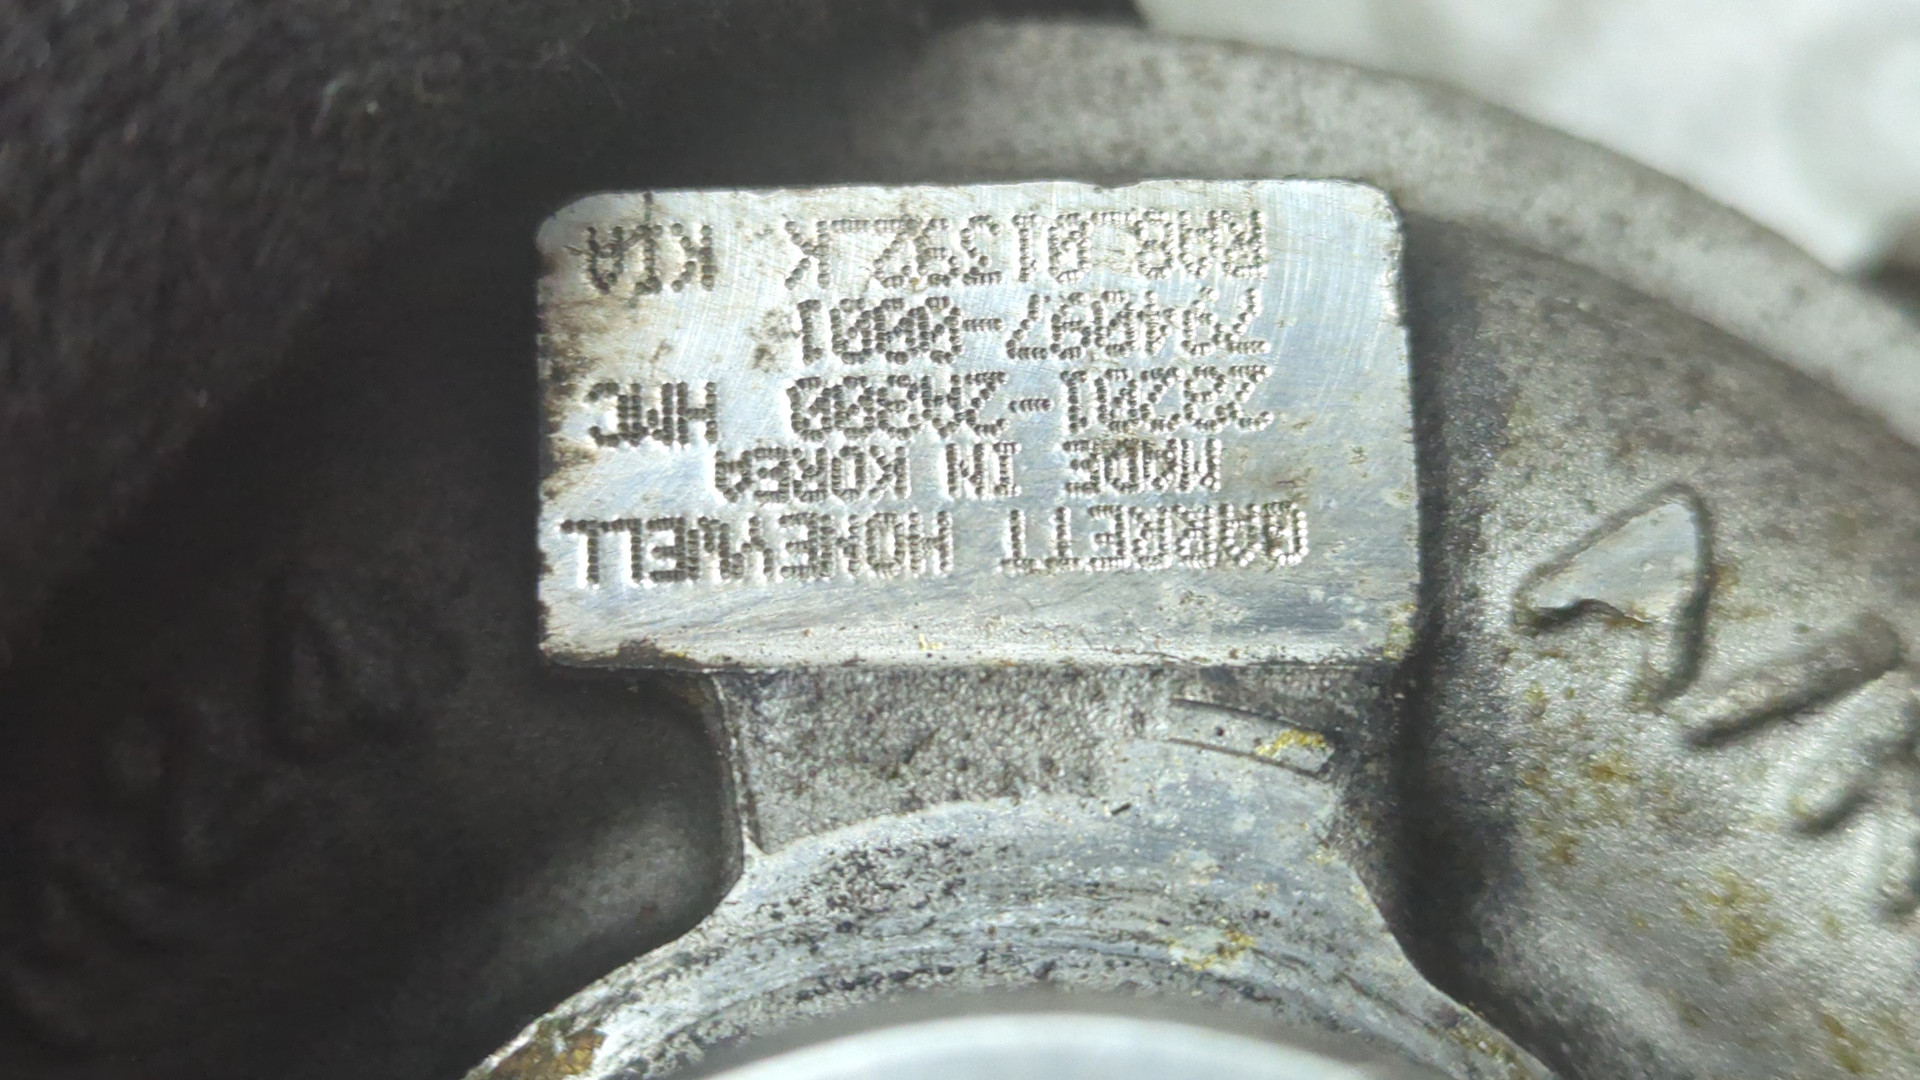 GARRETT HONEYWELL
MADE IN KOREA
28201-2A800 HMC
794097-0001
KIA